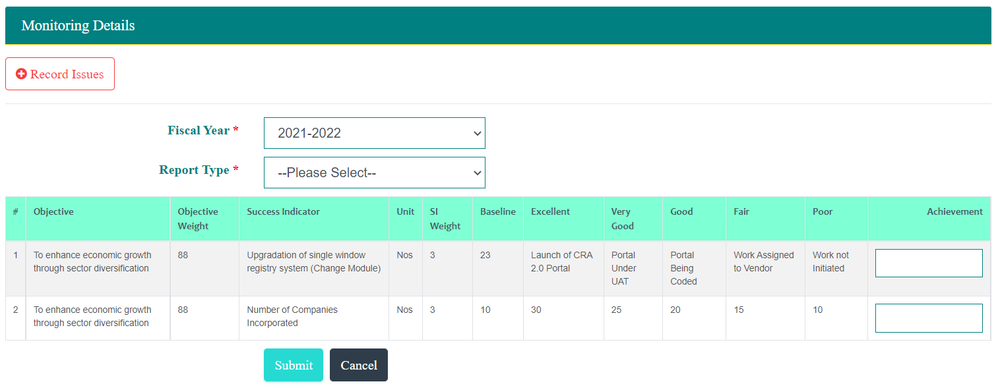 Monitoring Details
Record Issues
Fiscal Year *
2021-2022
Report Type *
--Please Select--
# Objective Objective Weight Success Indicator Unit SI Weight Baseline Excellent Very Good Good Fair Poor Achievement
1 To enhance economic growth through sector diversification 88 Upgradation of single window registry system (Change Module) Nos 3 23 Launch of CRA 2.0 Portal Portal Under UAT Portal Being Coded Work Assigned to Vendor Work not Initiated
2 To enhance economic growth through sector diversification 88 Number of Companies Incorporated Nos 3 10 30 25 20 15 10
Submit Cancel